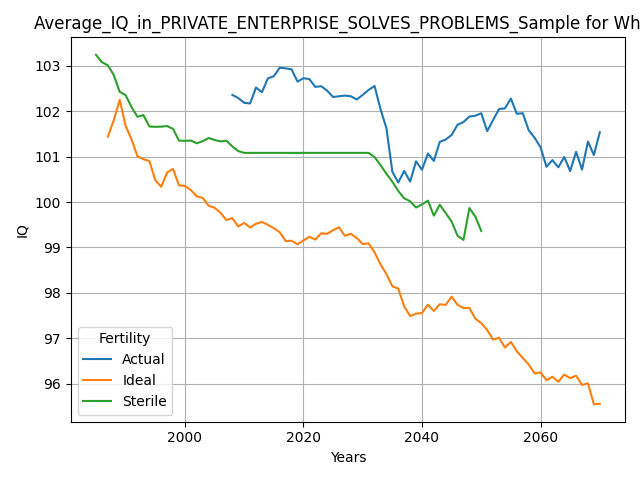 Average_IQ_in_PRIVATE_ENTERPRISE_SOLVES_PROBLEMS_Sample for Wh
103
102
101
100
99
98
97
96
IQ
Fertility
Actual
Ideal
Sterile
2000
2020
2040
2060
Years